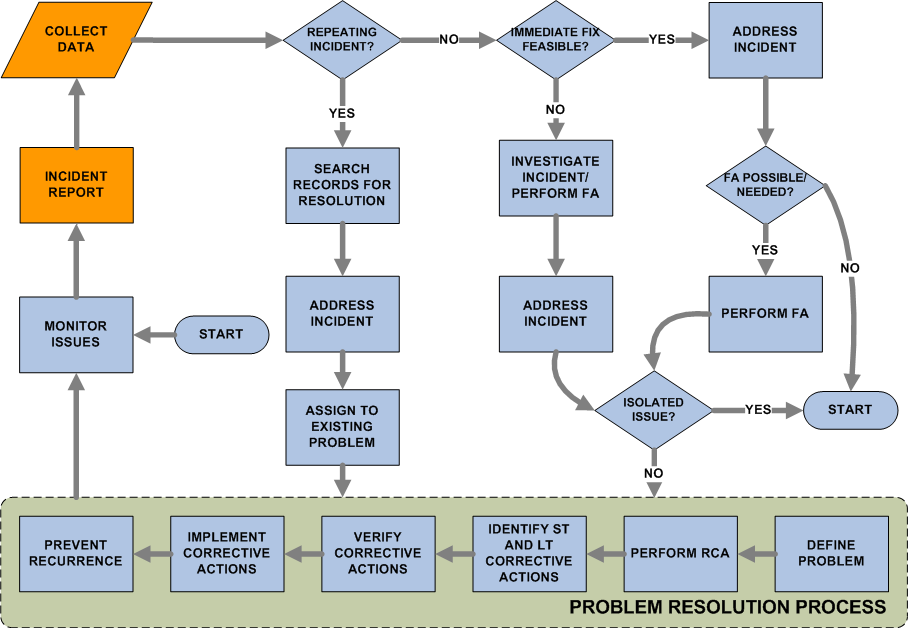 COLLECT
DATA
REPEATING
INCIDENT?
NO
IMMEDIATE FIX
FEASIBLE?
YES
ADDRESS
INCIDENT
YES
NO
INCIDENT
REPORT
SEARCH
RECORDS FOR
RESOLUTION
INVESTIGATE
INCIDENT/
PERFORM FA
FA POSSIBLE/
NEEDED?
YES
NO
MONITOR
ISSUES
START
ADDRESS
INCIDENT
ADDRESS
INCIDENT
PERFORM FA
ASSIGN TO
EXISTING
PROBLEM
ISOLATED
ISSUE?
YES
START
NO
PREVENT
RECURRENCE
IMPLEMENT
CORRECTIVE
ACTIONS
VERIFY
CORRECTIVE
ACTIONS
IDENTIFY ST
AND LT
CORRECTIVE
ACTIONS
PERFORM RCA
DEFINE
PROBLEM
PROBLEM RESOLUTION PROCESS